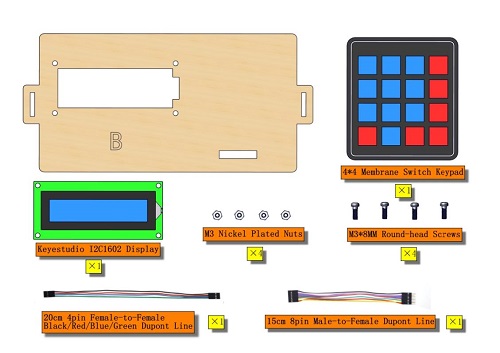 B
4*4 Membrane Switch Keypad
×1
Keyestudio I2C1602 Display
×1
M3 Nickel Plated Nuts
×4
M3*8MM Round-head Screws
×4
20cm 4pin Female-to-Female
Black/Red/Blue/Green Dupont Line
×1
15cm 8pin Male-to-Female Dupont Line
×1